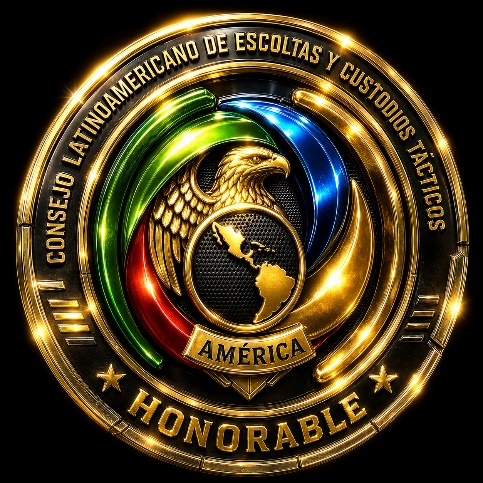 CONSEJO LATINOAMERICANO DE ESCOLTAS Y CUSTODIOS TÁCTICOS
AMÉRICA
HONORABLE